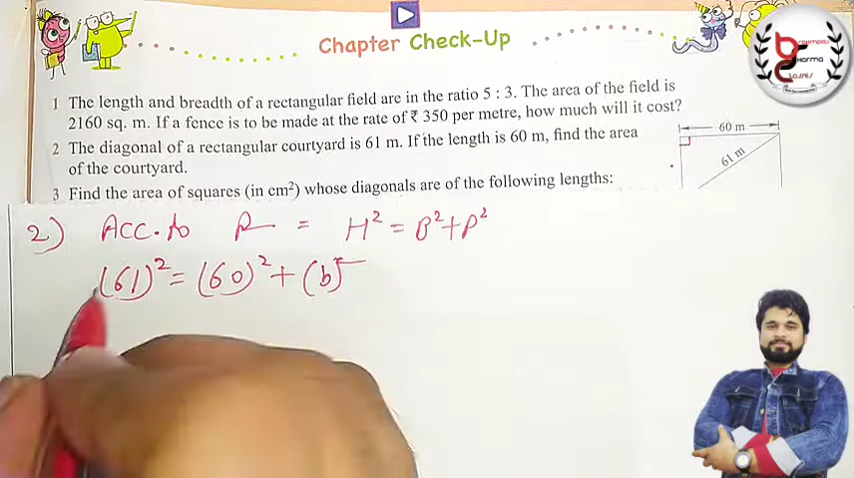 Chapter Check-Up
1 The length and breadth of a rectangular field are in the ratio 5 : 3. The area of the field is
2160 sq. m. If a fence is to be made at the rate of ₹ 350 per metre, how much will it cost?
2 The diagonal of a rectangular courtyard is 61 m. If the length is 60 m, find the area
of the courtyard.
60 m
61 m
3 Find the area of squares (in cm²) whose diagonals are of the following lengths:
2) Acc. to = H² = B² + P²
(61)² = (60)² + (b)²